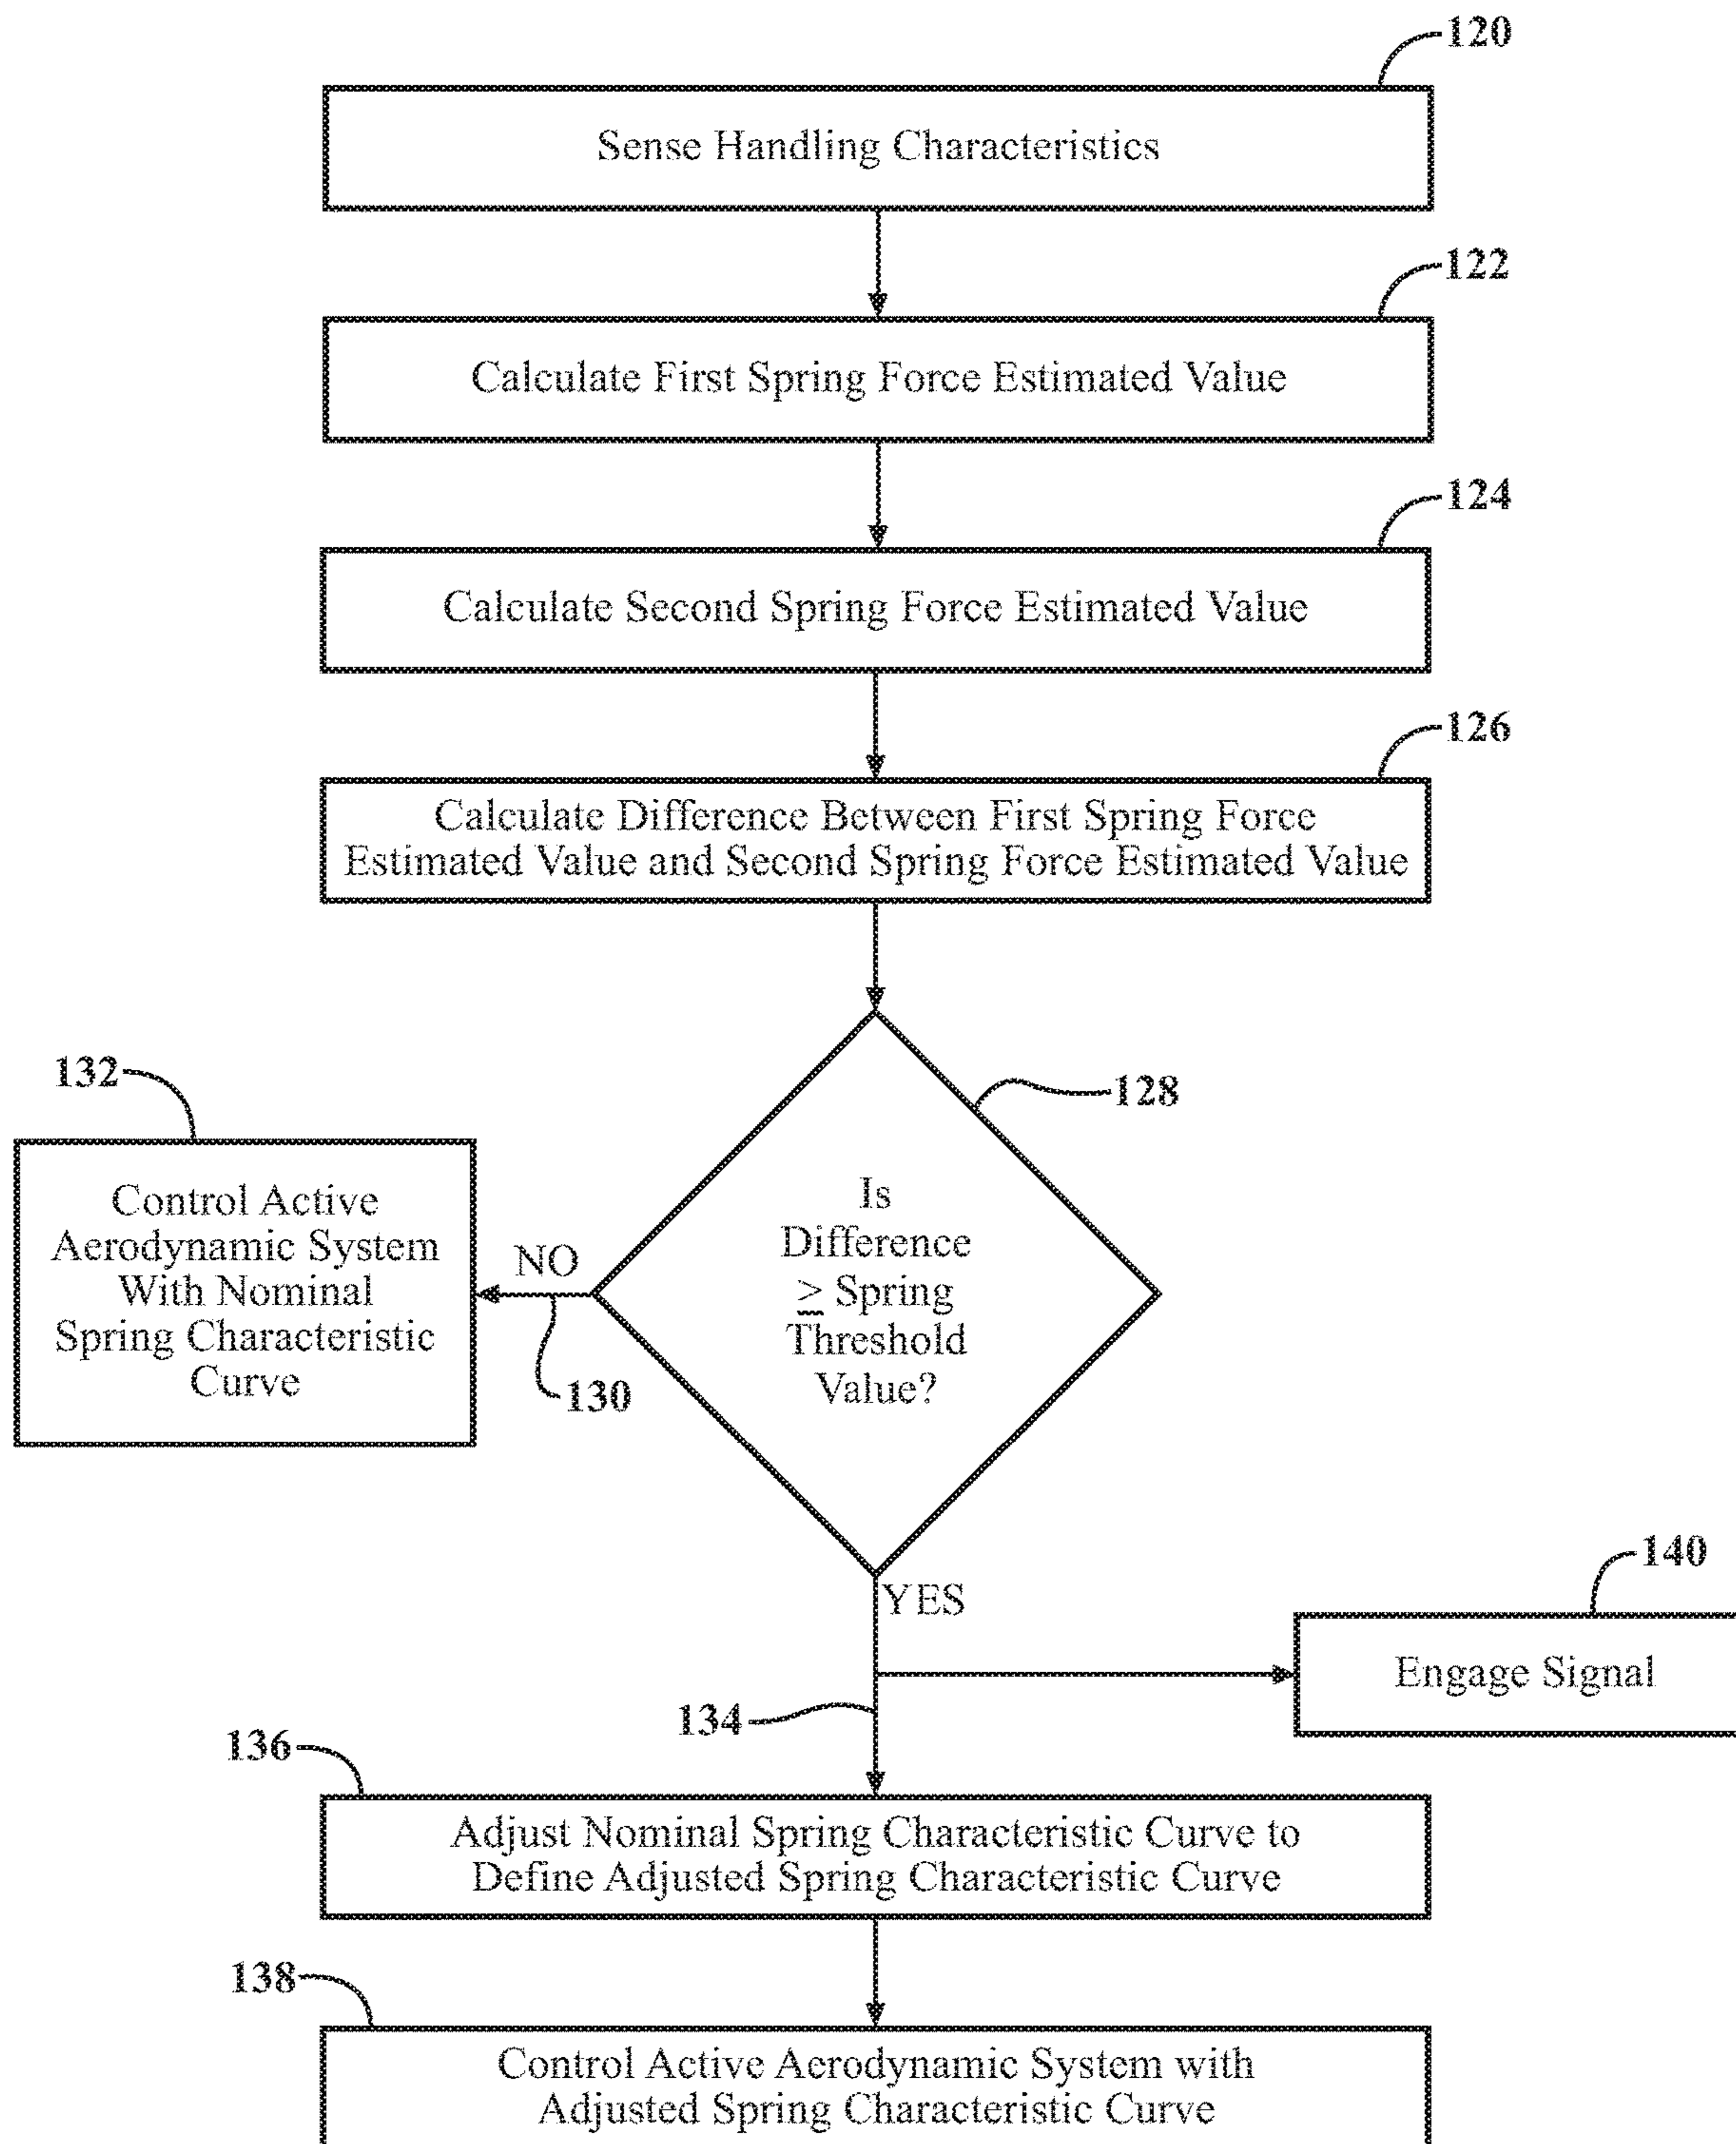 120
Sense Handling Characteristics
122
Calculate First Spring Force Estimated Value
124
Calculate Second Spring Force Estimated Value
126
Calculate Difference Between First Spring Force
Estimated Value and Second Spring Force Estimated Value
128
Is
Difference
≥ Spring
Threshold
Value?
132
Control Active
Aerodynamic System
With Nominal
Spring Characteristic
Curve
NO
130
YES
140
Engage Signal
134
136
Adjust Nominal Spring Characteristic Curve to
Define Adjusted Spring Characteristic Curve
138
Control Active Aerodynamic System with
Adjusted Spring Characteristic Curve